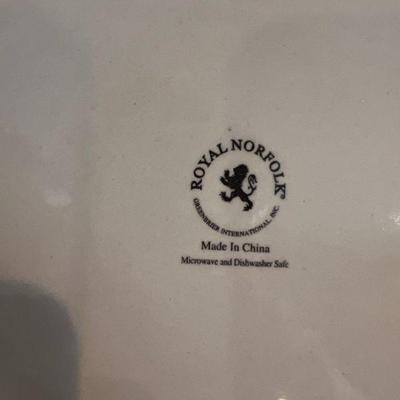 ROYAL NORFOLK®
GREENBRIER INTERNATIONAL, INC.
Made In China
Microwave and Dishwasher Safe